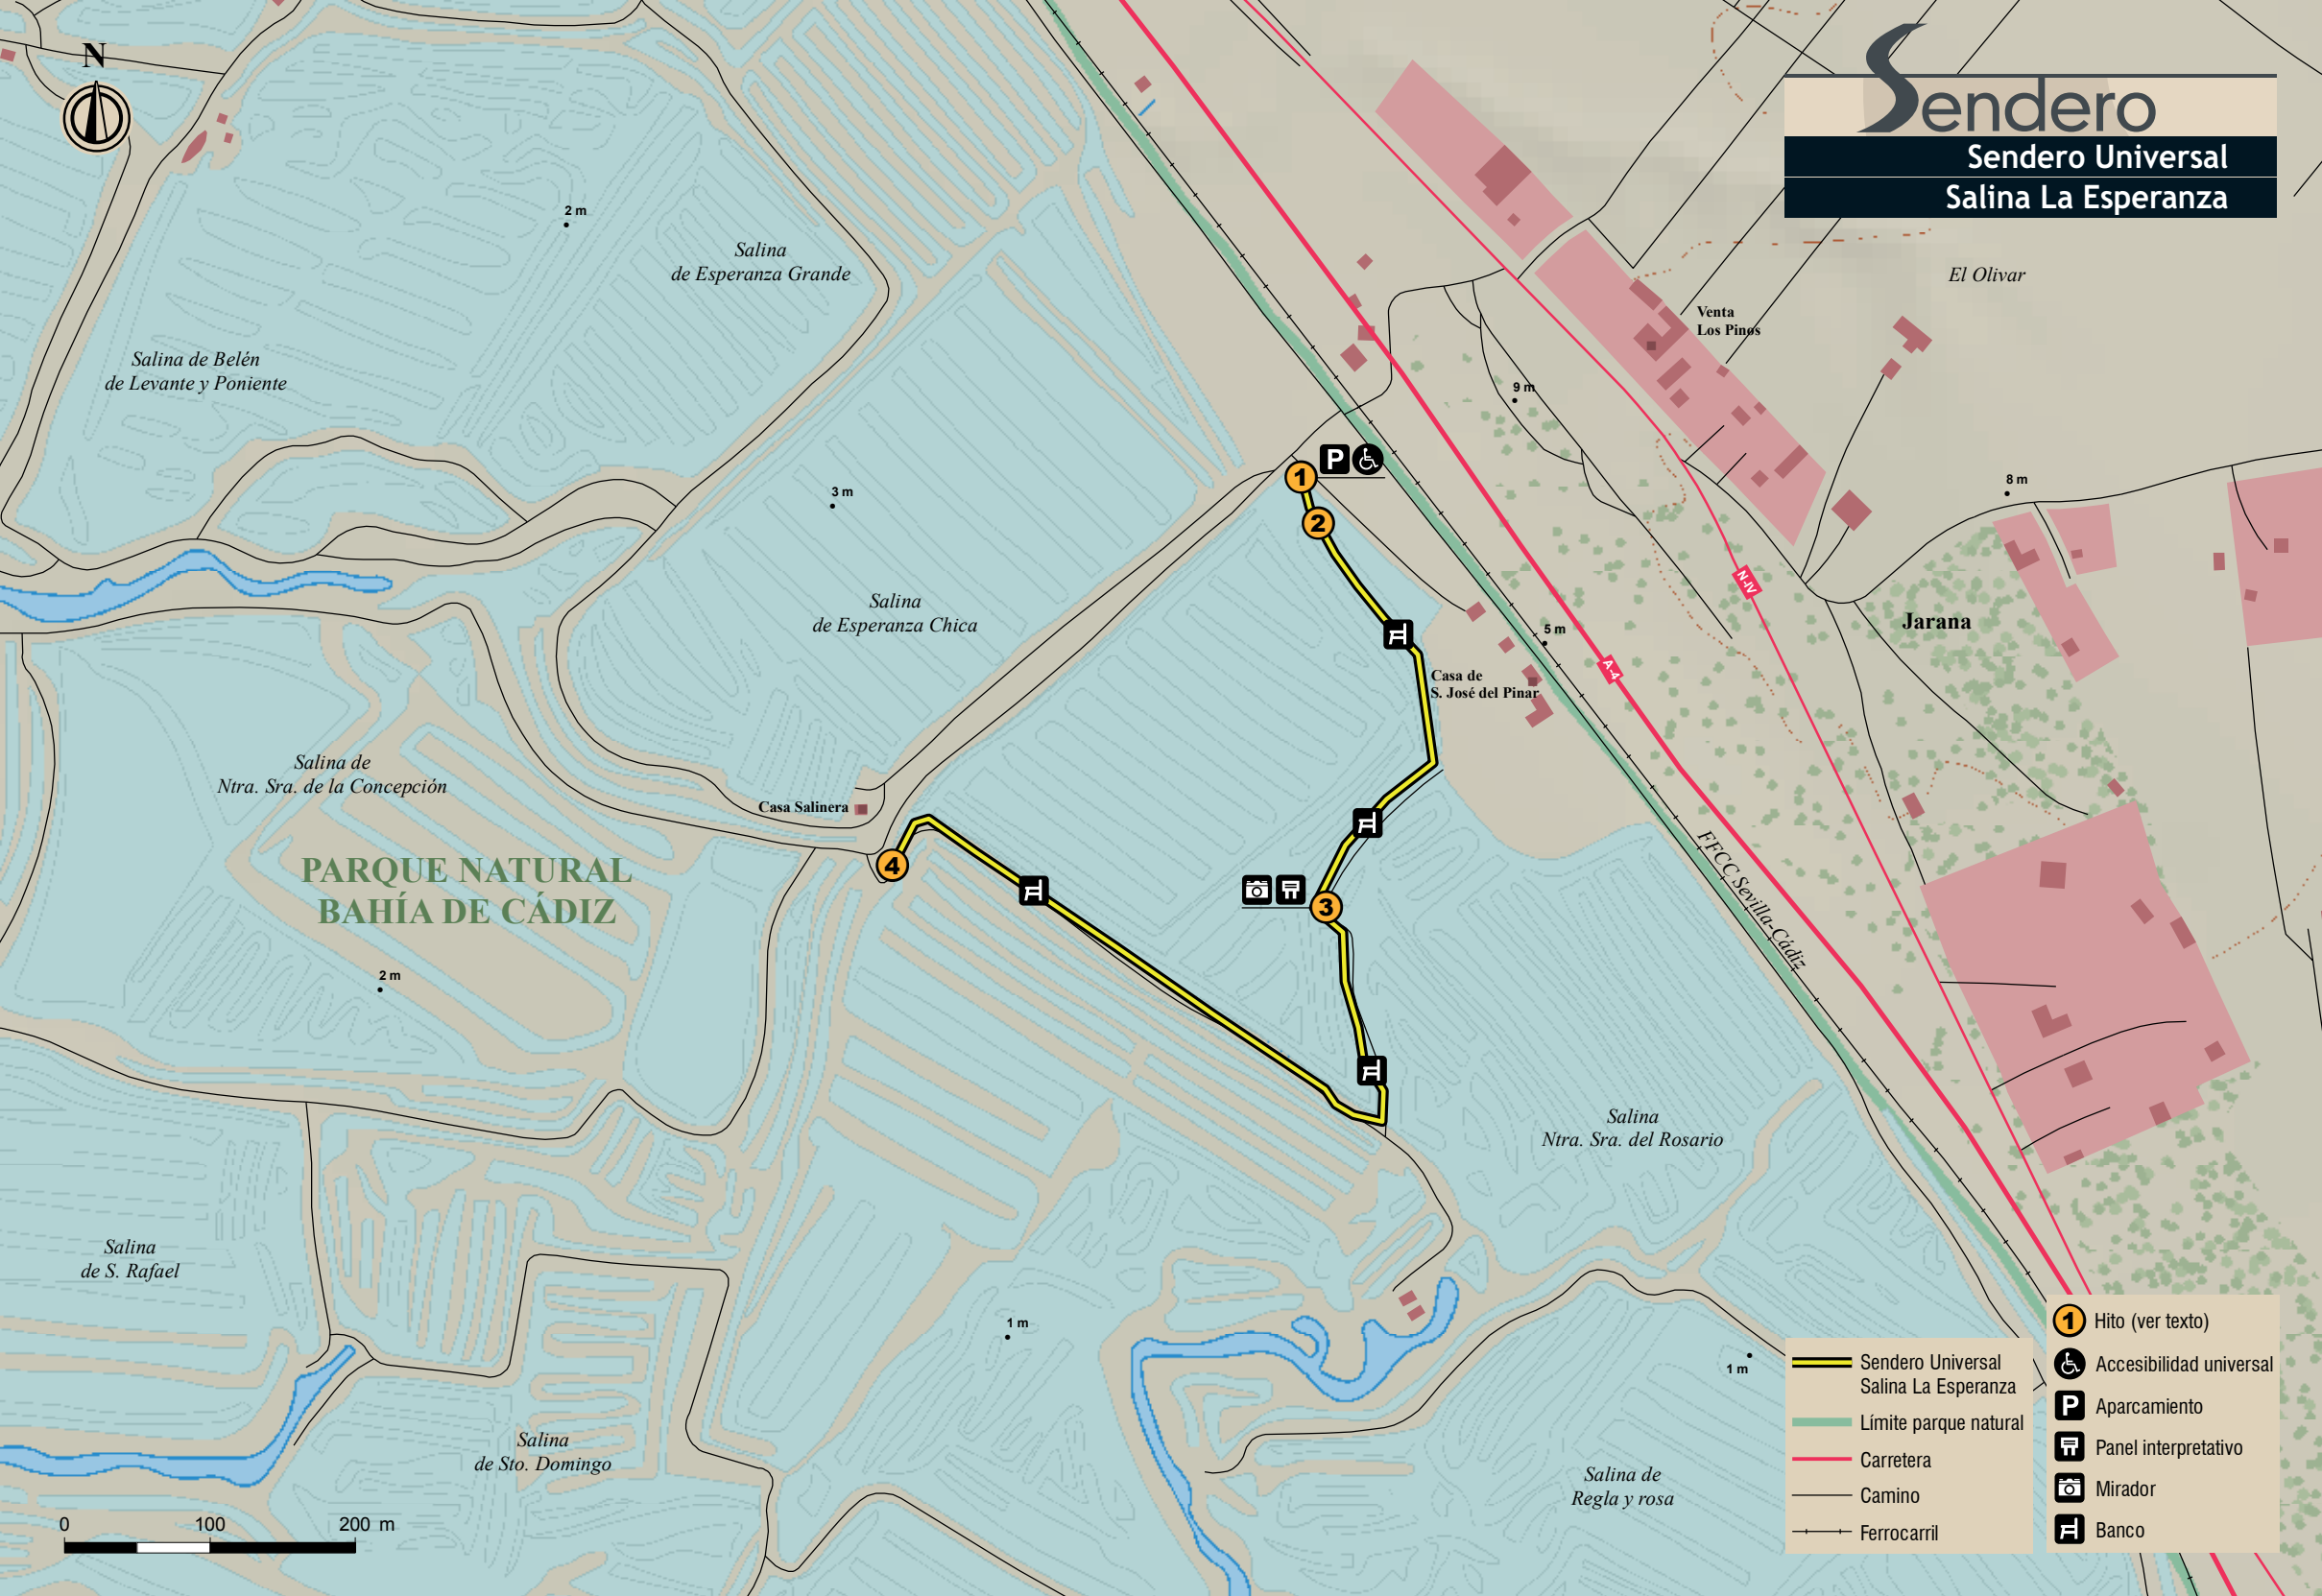 N
Sendero
Sendero Universal
Salina La Esperanza
2 m
Salina
de Esperanza Grande
El Olivar
Venta
Los Pinos
Salina de Belén
de Levante y Poniente
9 m
1
P
8 m
3 m
2
N-IV
Salina
de Esperanza Chica
Jarana
5 m
A-4
Casa de
S. José del Pinar
Salina de
Ntra. Sra. de la Concepción
Casa Salinera
FFCC Sevilla-Cádiz
4
PARQUE NATURAL
BAHÍA DE CÁDIZ
3
2 m
Salina
Ntra. Sra. del Rosario
Salina
de S. Rafael
1 m
1 m
Salina
de Sto. Domingo
Salina de
Regla y rosa
0 100 200 m
Sendero Universal
Salina La Esperanza
Límite parque natural
Carretera
Camino
Ferrocarril
1 Hito (ver texto)
Accesibilidad universal
P Aparcamiento
Panel interpretativo
Mirador
Banco